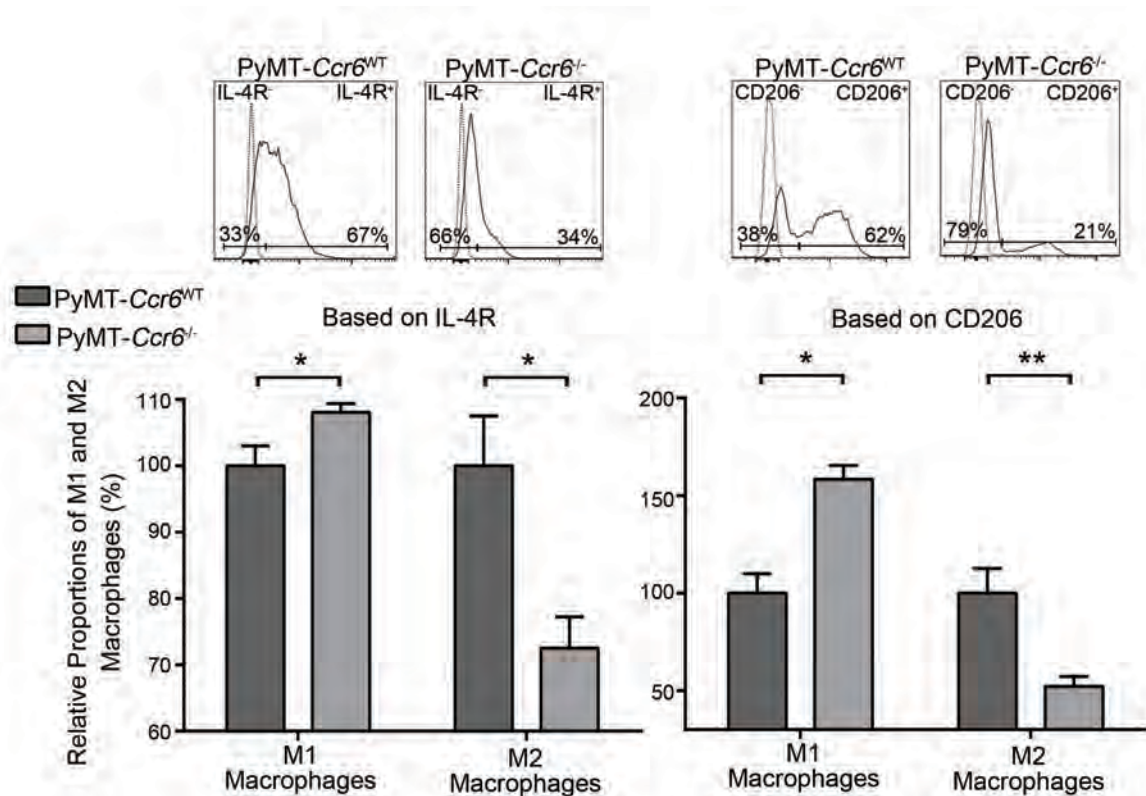 PyMT-Ccr6WT
IL-4R- IL-4R+
33% 67%
PyMT-Ccr6-/-
IL-4R- IL-4R+
66% 34%
PyMT-Ccr6WT
CD206- CD206+
38% 62%
PyMT-Ccr6-/-
CD206- CD206+
79% 21%
PyMT-Ccr6WT
PyMT-Ccr6-/-
Based on IL-4R
* *
Relative Proportions of M1 and M2
Macrophages (%)
110
100
90
80
70
60
M1
Macrophages
M2
Macrophages
Based on CD206
* **
200
150
100
50
M1
Macrophages
M2
Macrophages